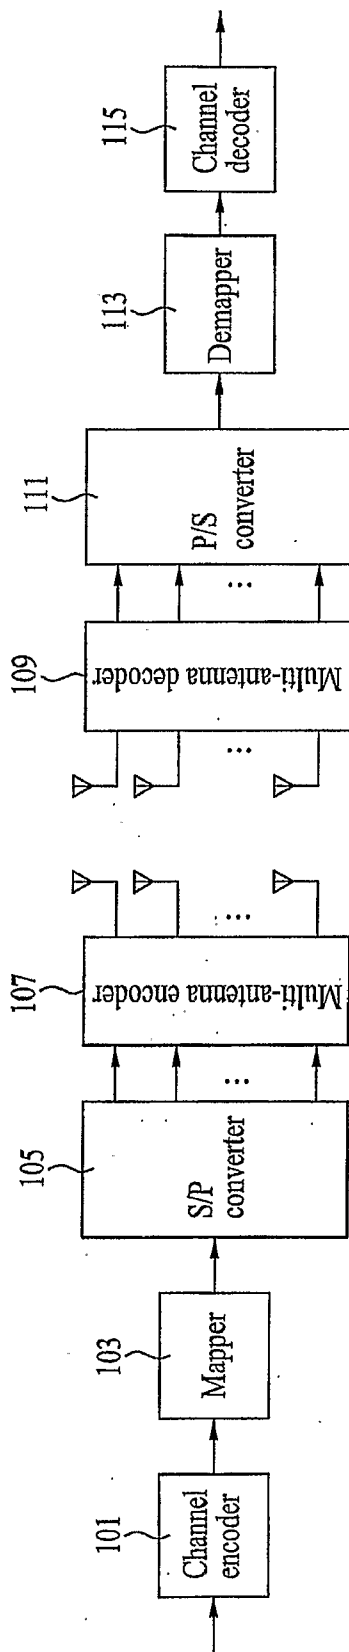 101
Channel
encoder
103
Mapper
105
S/P
converter
107
Multi-antenna encoder
...
...
109
Multi-antenna decoder
...
...
111
P/S
converter
113
Demapper
115
Channel
decoder